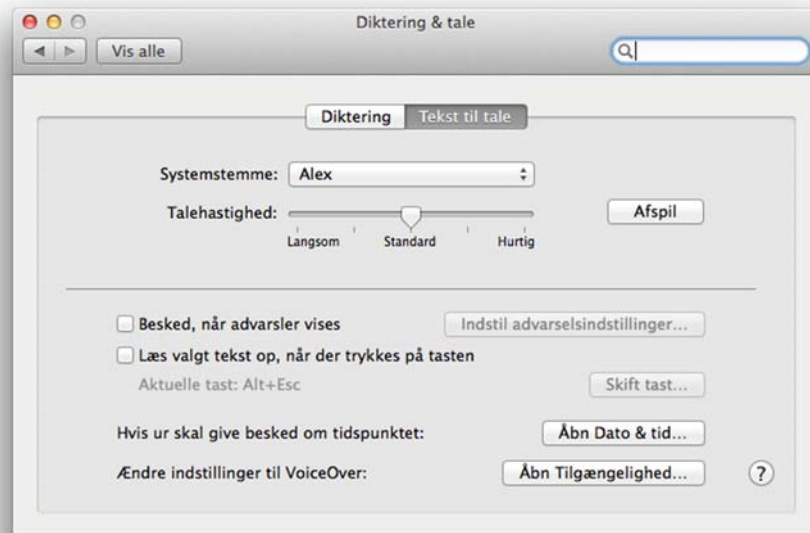 Diktering & tale
Vis alle
Diktering Tekst til tale
Systemstemme: Alex
Talehastighed: Afspil
Langsom Standard Hurtig
Besked, når advarsler vises Indstil advarselsindstillinger...
Læs valgt tekst op, når der trykkes på tasten
Aktuelle tast: Alt+Esc Skift tast...
Hvis ur skal give besked om tidspunktet: Åbn Dato & tid...
Ændre indstillinger til VoiceOver: Åbn Tilgængelighed... ?